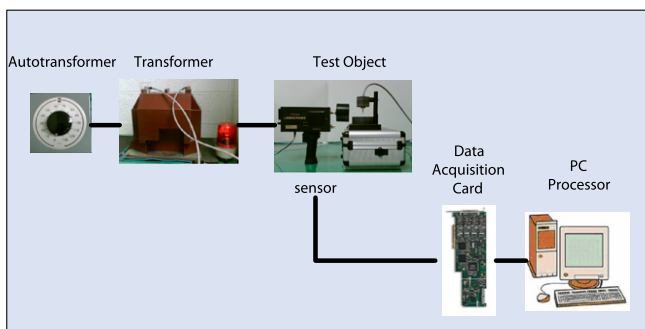 Autotransformer
Transformer
Test Object
sensor
Data
Acquisition
Card
PC
Processor